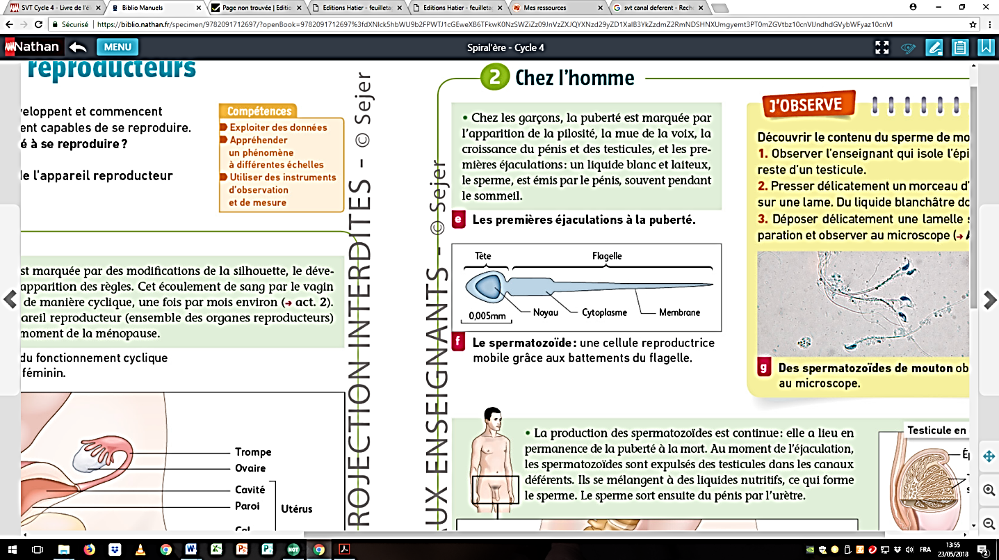 SVT Cycle 4 - Livre de l'él
Biblio Manuels
Page non trouvée | Editio
Editions Hatier - feuilleta
Editions Hatier - feuilleta
Mes ressources
svt canal deferent - Rech
Sécurisé
Nathan
MENU
Spiral'ère - Cycle 4
reproducteurs
veloppent et commencent
ent capables de se reproduire.
é à se reproduire ?
de l'appareil reproducteur
Compétences
Exploiter des données
Appréhender
un phénomène
à différentes échelles
Utiliser des instruments
d'observation
et de mesure
st marquée par des modifications de la silhouette, le déve-
apparition des règles. Cet écoulement de sang par le vagin
de manière cyclique, une fois par mois environ (→ act. 2).
pareil reproducteur (ensemble des organes reproducteurs)
moment de la ménopause.
du fonctionnement cyclique
féminin.
Trompe
Ovaire
Cavité
Paroi
Utérus
Col
ROJECTION INTERDITES - © Sejer
UX ENSEIGNANTS - © Sejer
2 Chez l'homme
• Chez les garçons, la puberté est marquée par
l'apparition de la pilosité, la mue de la voix, la
croissance du pénis et des testicules, et les pre-
mières éjaculations : un liquide blanc et laiteux,
le sperme, est émis par le pénis, souvent pendant
le sommeil.
e Les premières éjaculations à la puberté.
Tête
Flagelle
0,005mm
Noyau
Cytoplasme
Membrane
f Le spermatozoïde : une cellule reproductrice
mobile grâce aux battements du flagelle.
J'OBSERVE
Découvrir le contenu du sperme de mo
1. Observer l'enseignant qui isole l'épi
reste d'un testicule.
2. Presser délicatement un morceau d'
sur une lame. Du liquide blanchâtre do
3. Déposer délicatement une lamelle s
paration et observer au microscope (→ A
g Des spermatozoïdes de mouton ob
au microscope.
• La production des spermatozoïdes est continue : elle a lieu en
permanence de la puberté à la mort. Au moment de l'éjaculation,
les spermatozoïdes sont expulsés des testicules dans les canaux
déférents. Ils se mélangent à des liquides nutritifs, ce qui forme
le sperme. Le sperme sort ensuite du pénis par l'urètre.
Testicule en
Ép
FRA
13:55
23/05/2018